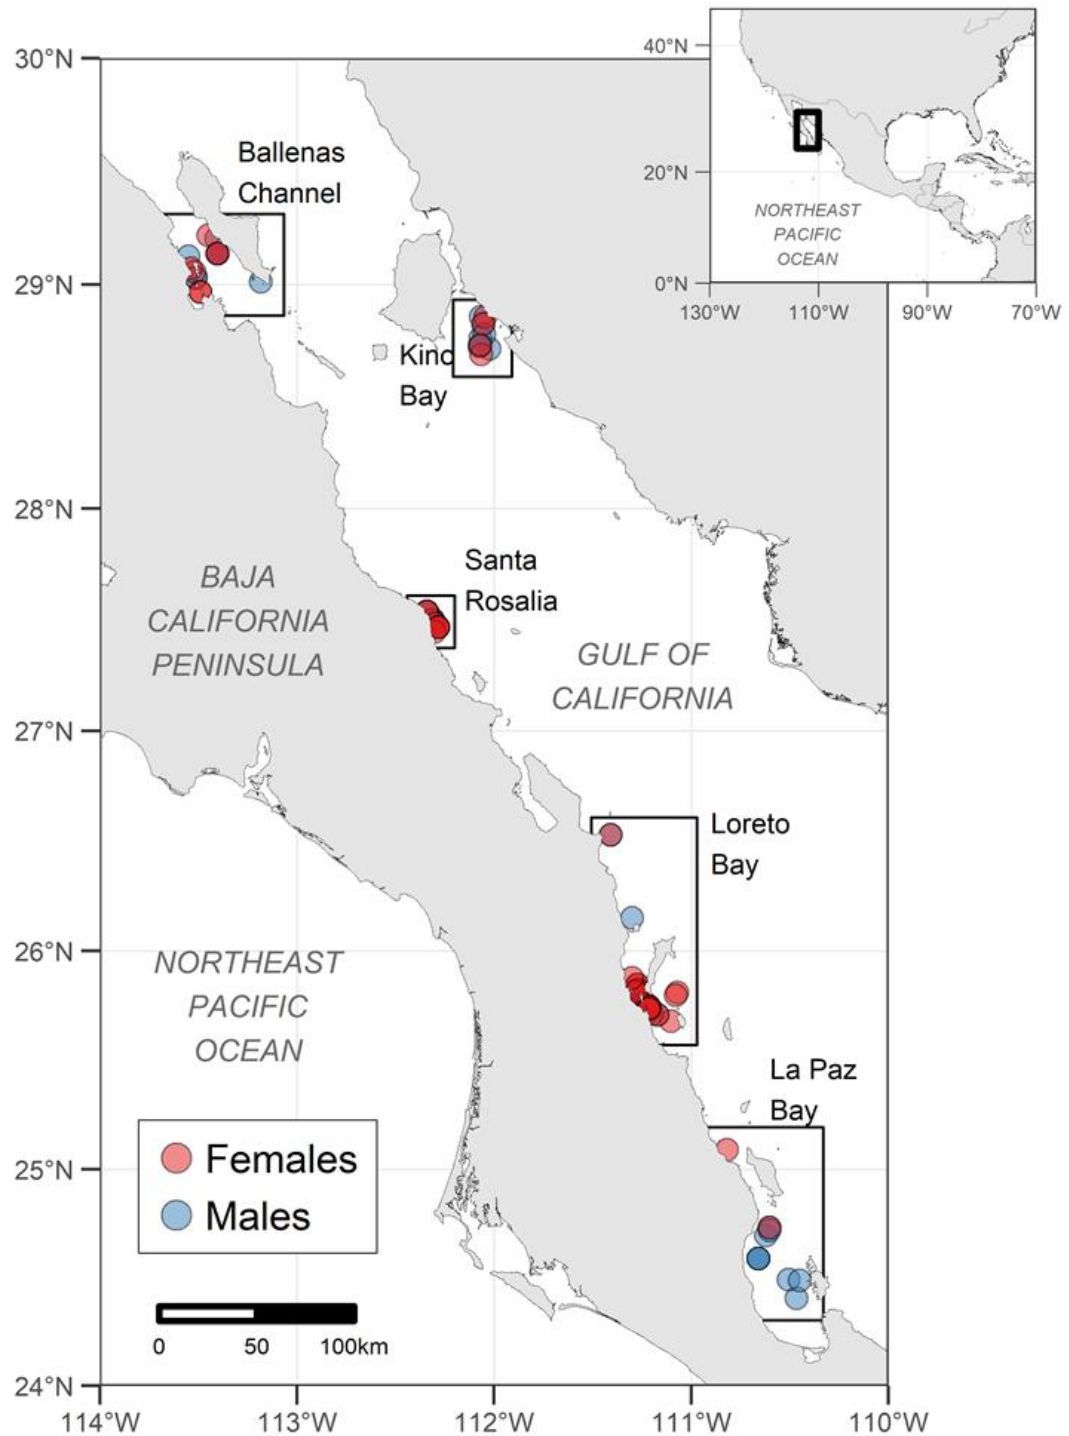 40°N
20°N
0°N
130°W
110°W
90°W
70°W
NORTHEAST
PACIFIC
OCEAN
30°N
29°N
28°N
27°N
26°N
25°N
24°N
114°W
113°W
112°W
111°W
110°W
Ballenas
Channel
Kino
Bay
Santa
Rosalia
BAJA
CALIFORNIA
PENINSULA
GULF OF
CALIFORNIA
Loreto
Bay
NORTHEAST
PACIFIC
OCEAN
La Paz
Bay
Females
Males
0
50
100km